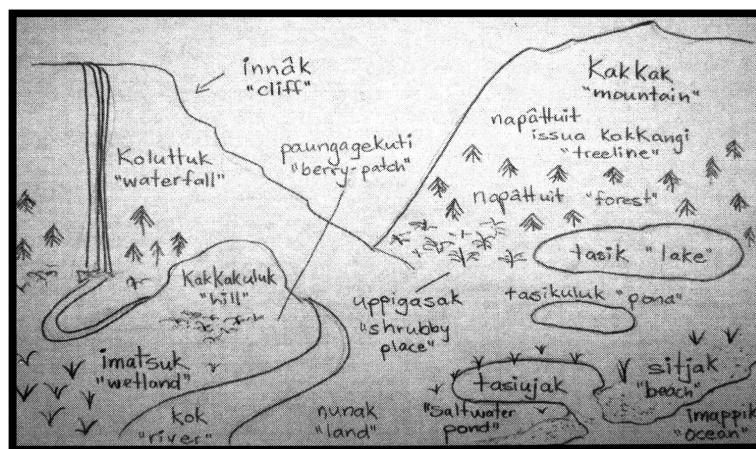 innâk
"cliff"
KaKKak
"mountain"
napâttuit
issua KoKKangi
"treeline"
paungagekuti
"berry-patch"
Koluttuk
"waterfall"
napâttuit "forest"
tasik "lake"
KaKKakuluk
"hill"
uppigasak
"shrubby
place"
tasikuluk "pond"
imatsuk
"wetland"
tasiujak
"saltwater
pond"
sitjak
"beach"
kok
"river"
nunak
"land"
imappik
"ocean"